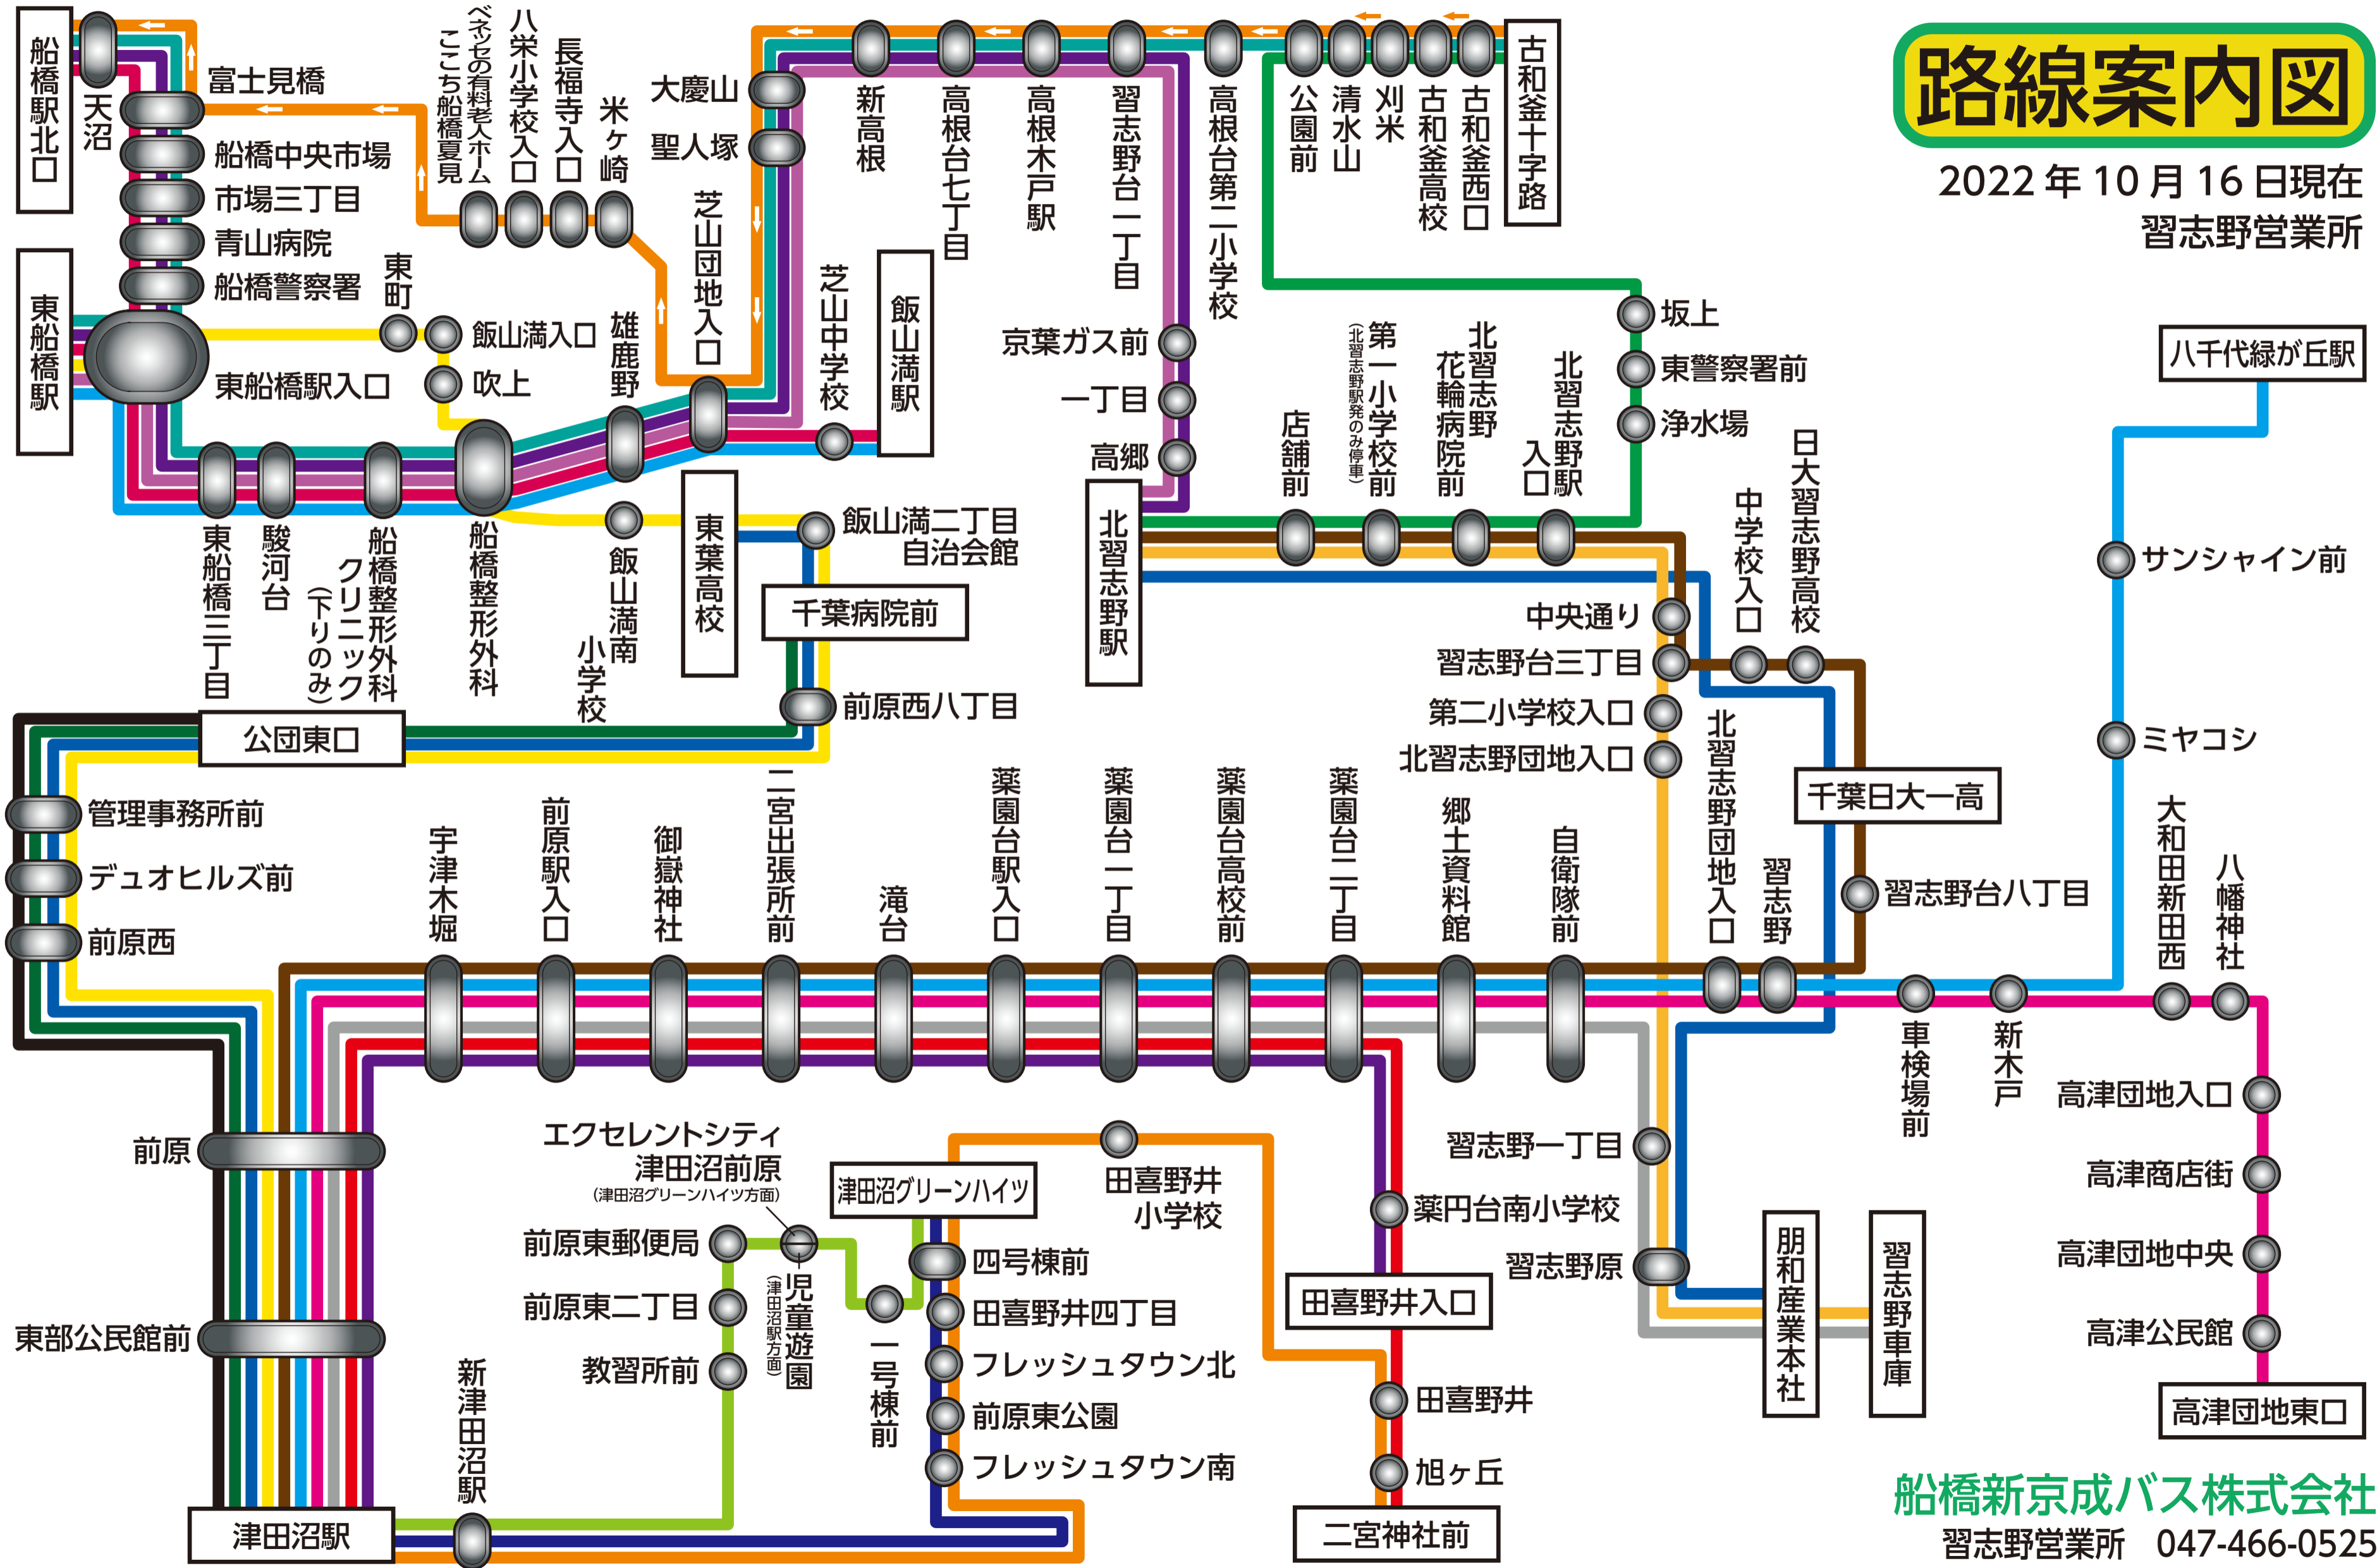 路線案内図
2022年10月16日現在
習志野営業所
船橋駅北口
天沼
富士見橋
船橋中央市場
市場三丁目
青山病院
船橋警察署
東船橋駅
東船橋駅入口
東町
飯山満入口
吹上
ベネッセの有料老人ホーム
ここち船橋夏見
八栄小学校入口
長福寺入口
米ヶ崎
大慶山
聖人塚
芝山団地入口
雄鹿野
芝山中学校
飯山満駅
新高根
高根台七丁目
高根木戸駅
習志野台一丁目
高根台第二小学校
公園前
清水山
刈米
古和釜高校
古和釜西口
古和釜十字路
京葉ガス前
一丁目
高郷
北習志野駅
坂上
東警察署前
浄水場
店舗前
第一小学校前
(北習志野駅発のみ停車)
北習志野
花輪病院前
北習志野駅
入口
東船橋三丁目
駿河台
船橋整形外科
クリニック
(下りのみ)
船橋整形外科
飯山満南
小学校
東葉高校
飯山満二丁目
自治会館
千葉病院前
前原西八丁目
公団東口
管理事務所前
デュオヒルズ前
前原西
中央通り
習志野台三丁目
第二小学校入口
北習志野団地入口
中学校入口
日大習志野高校
千葉日大一高
習志野台八丁目
八千代緑が丘駅
サンシャイン前
ミヤコシ
宇津木堀
前原駅入口
御嶽神社
二宮出張所前
滝台
薬園台駅入口
薬園台一丁目
薬園台高校前
薬園台二丁目
郷土資料館
自衛隊前
北習志野団地入口
習志野
車検場前
新木戸
大和田新田西
八幡神社
高津団地入口
高津商店街
高津団地中央
高津公民館
高津団地東口
前原
東部公民館前
津田沼駅
新津田沼駅
エクセレントシティ
津田沼前原
(津田沼グリーンハイツ方面)
前原東郵便局
前原東二丁目
教習所前
児童遊園
(津田沼駅方面)
一号棟前
津田沼グリーンハイツ
四号棟前
田喜野井四丁目
フレッシュタウン北
前原東公園
フレッシュタウン南
田喜野井
小学校
薬円台南小学校
田喜野井入口
田喜野井
旭ヶ丘
二宮神社前
習志野一丁目
習志野原
朋和産業本社
習志野車庫
船橋新京成バス株式会社
習志野営業所　047-466-0525